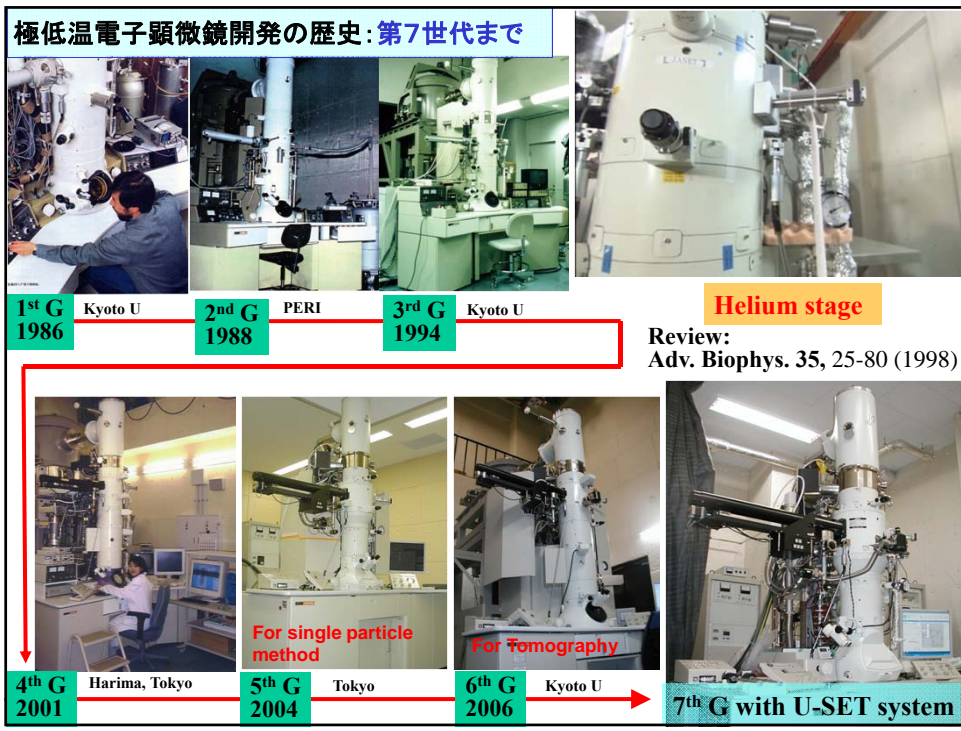 極低温電子顕微鏡開発の歴史：第７世代まで
[ JANET ]
1st G
1986
Kyoto U
2nd G
1988
PERI
3rd G
1994
Kyoto U
Helium stage
Review:
Adv. Biophys. 35, 25-80 (1998)
For single particle
method
For Tomography
4th G
2001
Harima, Tokyo
5th G
2004
Tokyo
6th G
2006
Kyoto U
7th G with U-SET system